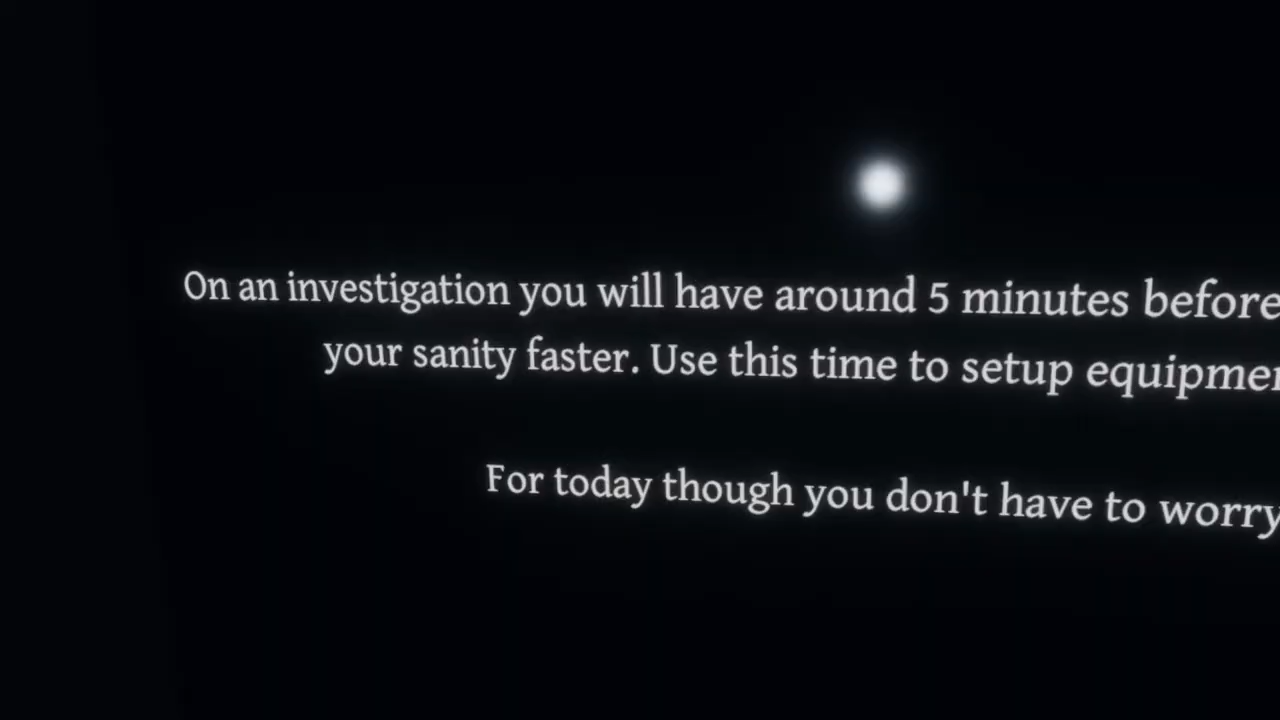 On an investigation you will have around 5 minutes before
your sanity faster. Use this time to setup
For today though you don't have to worry